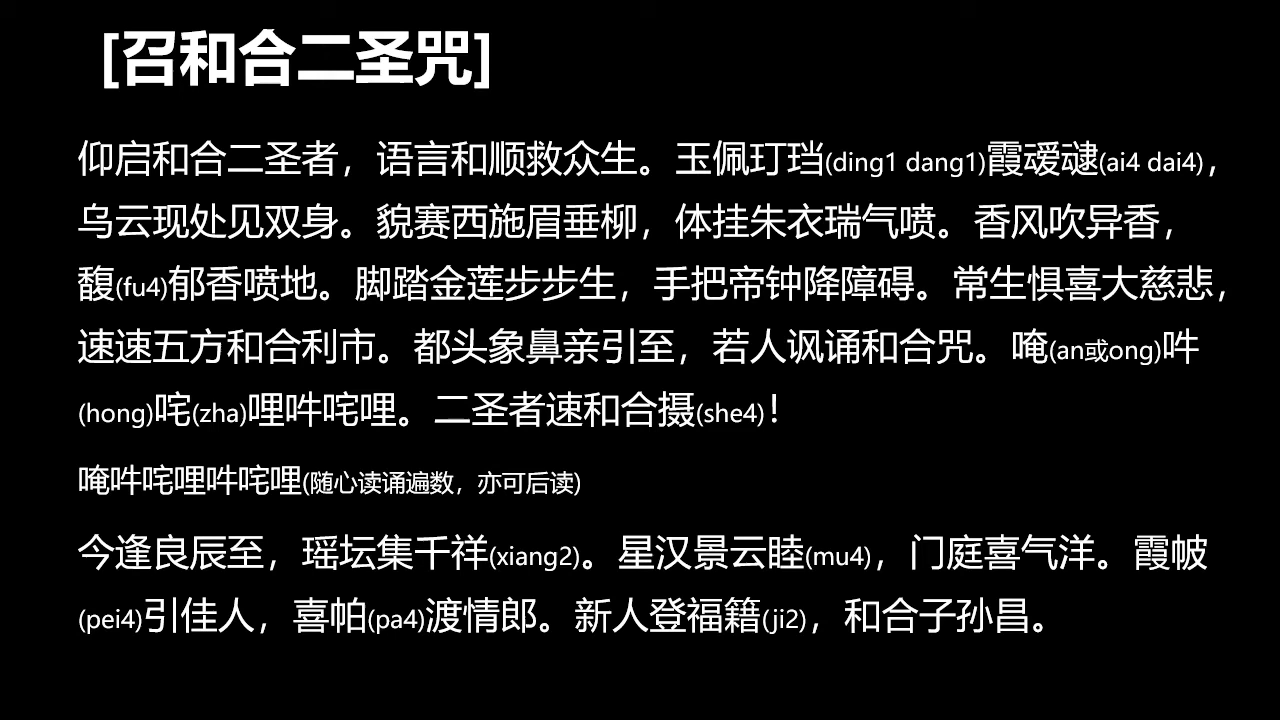 [召和合二圣咒]
仰启和合二圣者，语言和顺救众生。玉佩玎珰(ding1 dang1)霞叆叇(ai4 dai4)，
乌云现处见双身。貌赛西施眉垂柳，体挂朱衣瑞气喷。香风吹异香，
馥(fu4)郁香喷地。脚踏金莲步步生，手把帝钟降障碍。常生惧喜大慈悲，
速速五方和合利市。都头象鼻亲引至，若人讽诵和合咒。唵(an或ong)吽
(hong)咤(zha)哩吽咤哩。二圣者速和合摄(she4)！
唵吽咤哩吽咤哩(随心读诵遍数，亦可后读)
今逢良辰至，瑶坛集千祥(xiang2)。星汉景云睦(mu4)，门庭喜气洋。霞帔
(pei4)引佳人，喜帕(pa4)渡情郎。新人登福籍(ji2)，和合子孙昌。